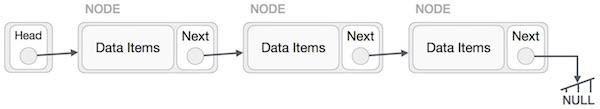 NODE NODE NODE
Head Data Items Next Data Items Next Data Items Next
NULL